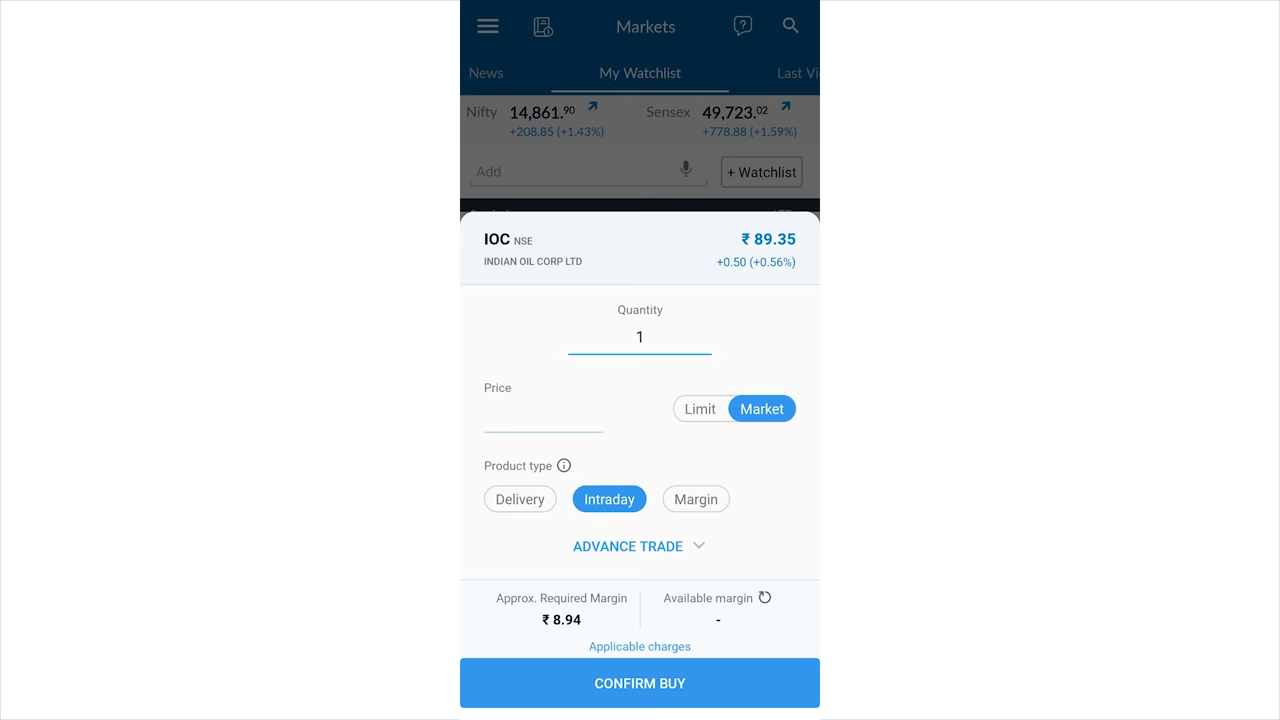 Markets
News My Watchlist Last Vi
Nifty 14,861.90 Sensex 49,723.02
+208.85 (+1.43%) +778.88 (+1.59%)
Add + Watchlist
IOC NSE ₹ 89.35
INDIAN OIL CORP LTD +0.50 (+0.56%)
Quantity
1
Price
Limit Market
Product type
Delivery Intraday Margin
ADVANCE TRADE
Approx. Required Margin Available margin
₹ 8.94 -
Applicable charges
CONFIRM BUY